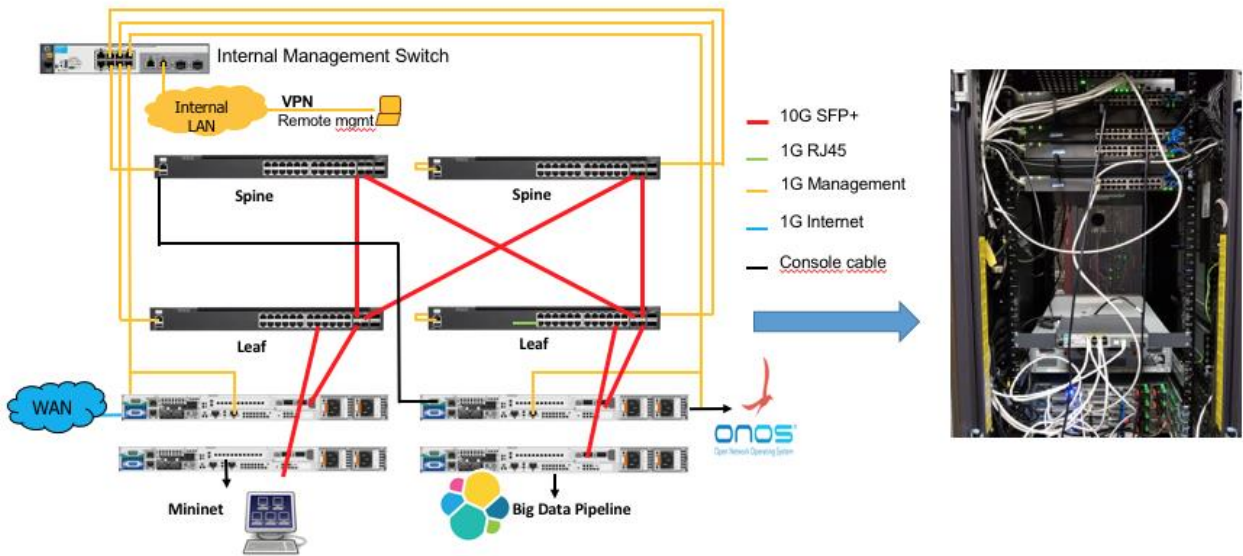 Internal Management Switch
Internal
LAN
VPN
Remote mgmt
Spine
Spine
10G SFP+
1G RJ45
1G Management
1G Internet
Console cable
Leaf
Leaf
WAN
onos
Open Network Operating System
Mininet
Big Data Pipeline